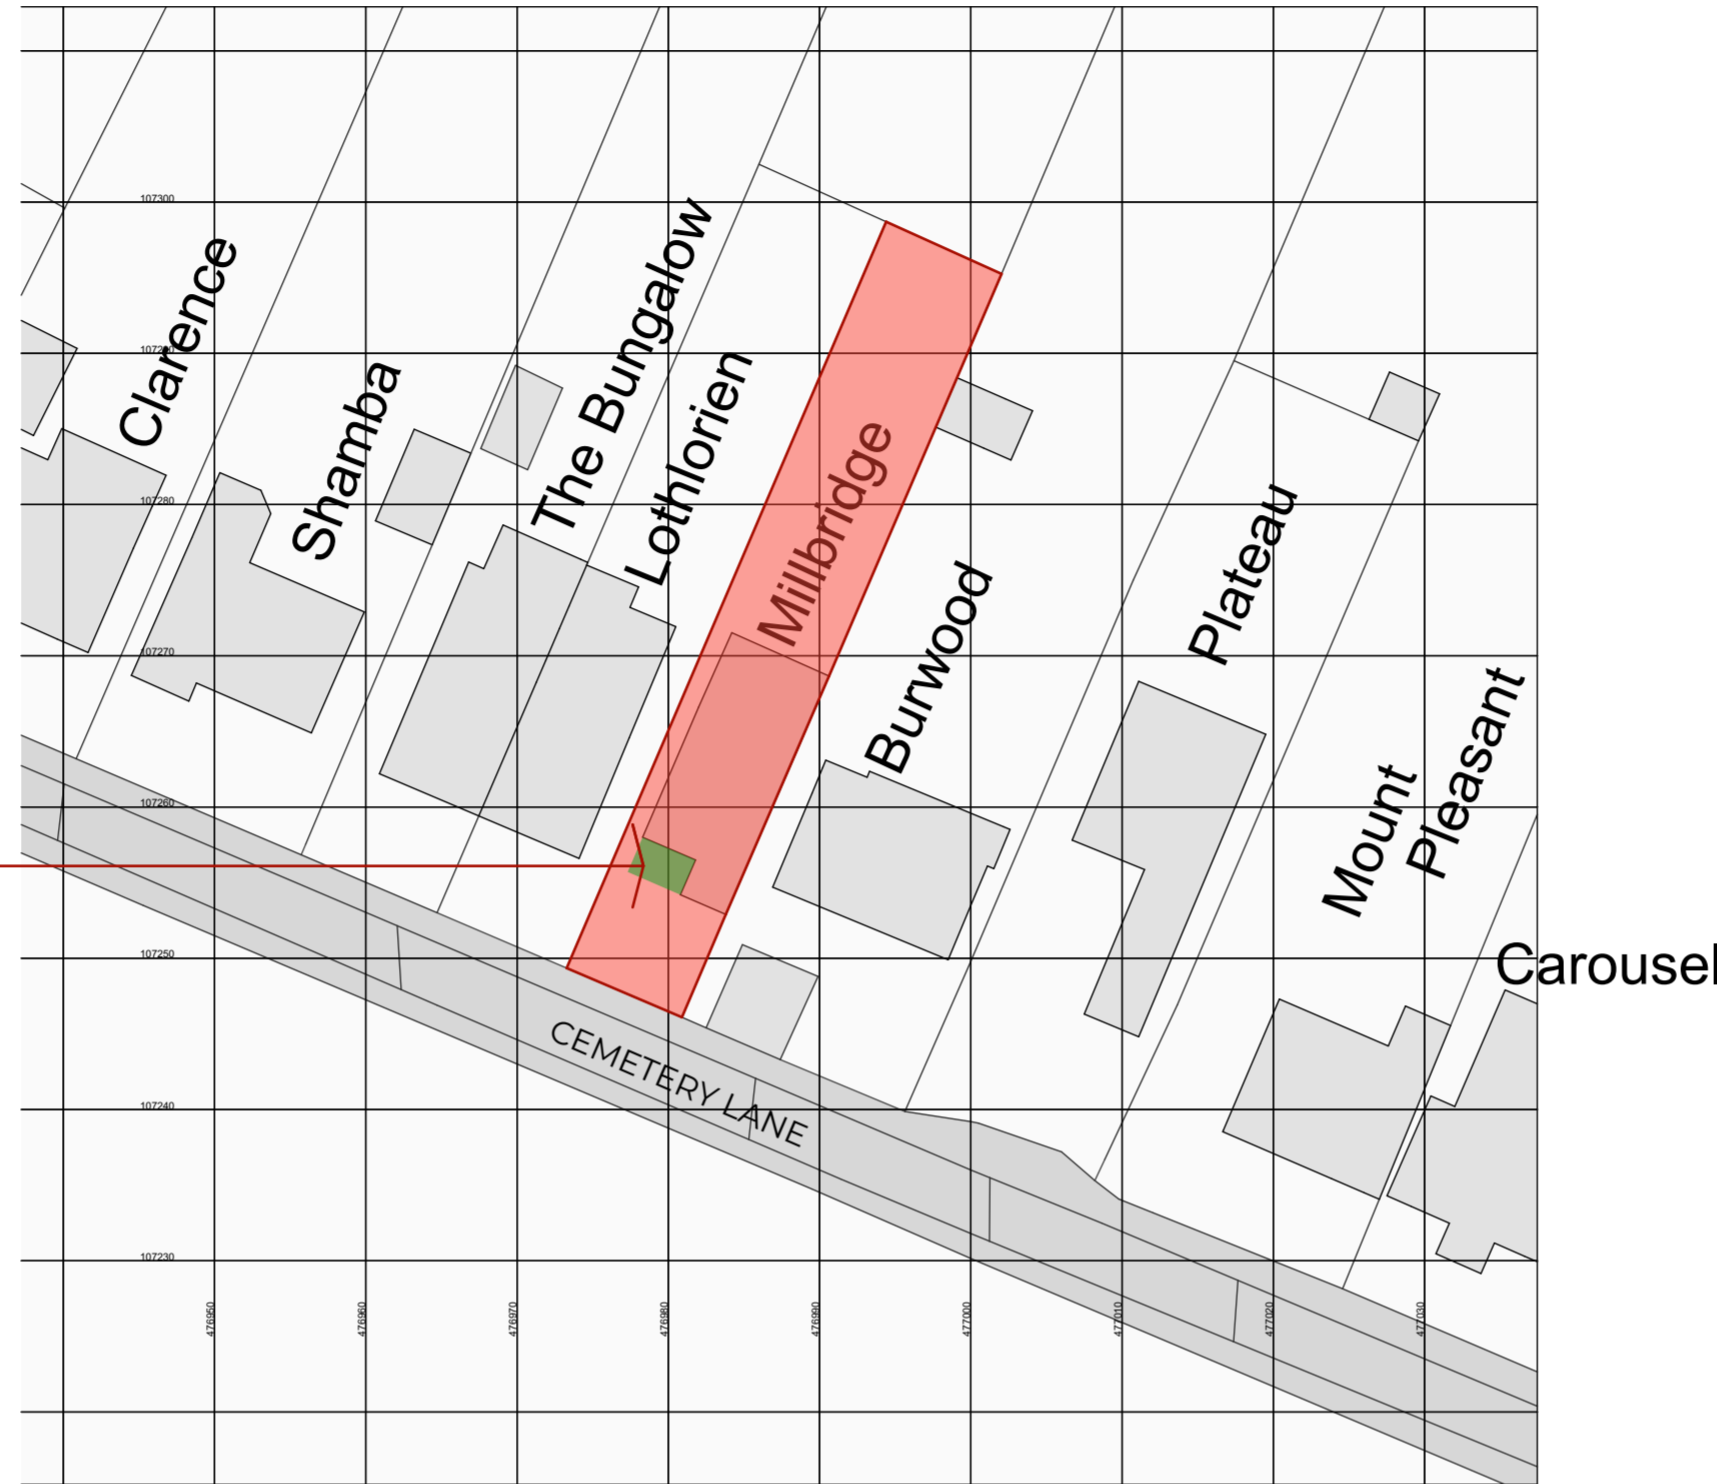 107300
Clarence
The Bungalow
107290
Lothlorien
Shamba
Millbridge
107280
Plateau
Burwood
107270
Mount
Pleasant
107260
107250
Carousel
CEMETERY LANE
107240
107230
476950
476960
476970
476980
476990
477000
477010
477020
477030